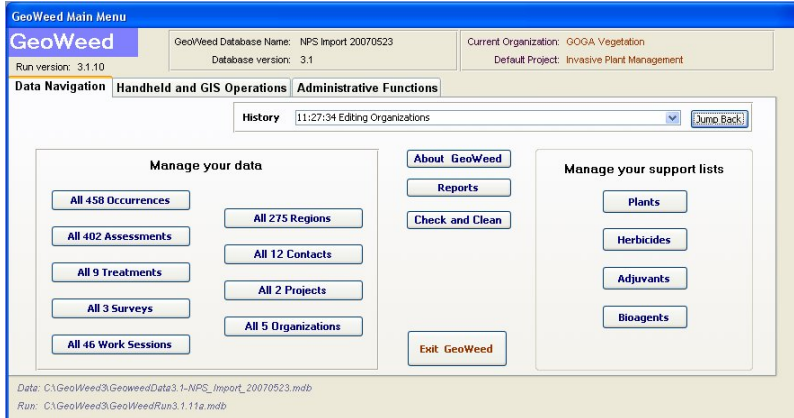 GeoWeed Main Menu
GeoWeed
Run version: 3.1.10
GeoWeed Database Name: NPS Import 20070523
Database version: 3.1
Current Organization: GOGA Vegetation
Default Project: Invasive Plant Management
Data Navigation Handheld and GIS Operations Administrative Functions
History 11:27:34 Editing Organizations Jump Back
Manage your data
All 458 Occurrences
All 402 Assessments
All 9 Treatments
All 3 Surveys
All 46 Work Sessions
All 275 Regions
All 12 Contacts
All 2 Projects
All 5 Organizations
About GeoWeed
Reports
Check and Clean
Exit GeoWeed
Manage your support lists
Plants
Herbicides
Adjuvants
Bioagents
Data: C:\GeoWeed3\GeoweedData3.1-NPS_Import_20070523.mdb
Run: C:\GeoWeed3\GeoWeedRun3.1.11a.mdb